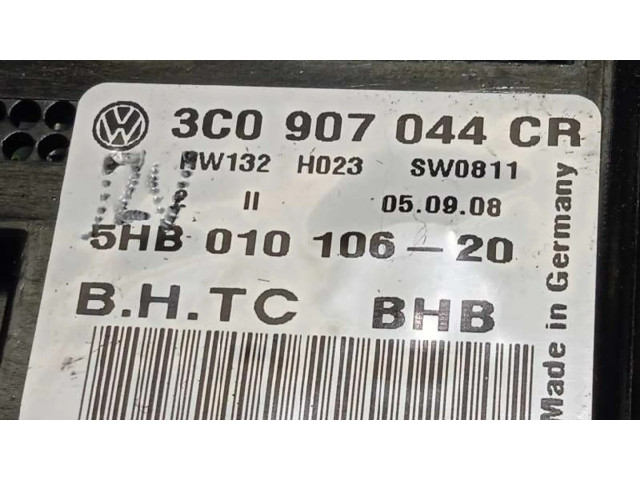 3C0 907 044 CR
HW132 H023 SW0811
II 05.09.08
5HB 010 106-20
B.H.TC BHB
Made in Germany